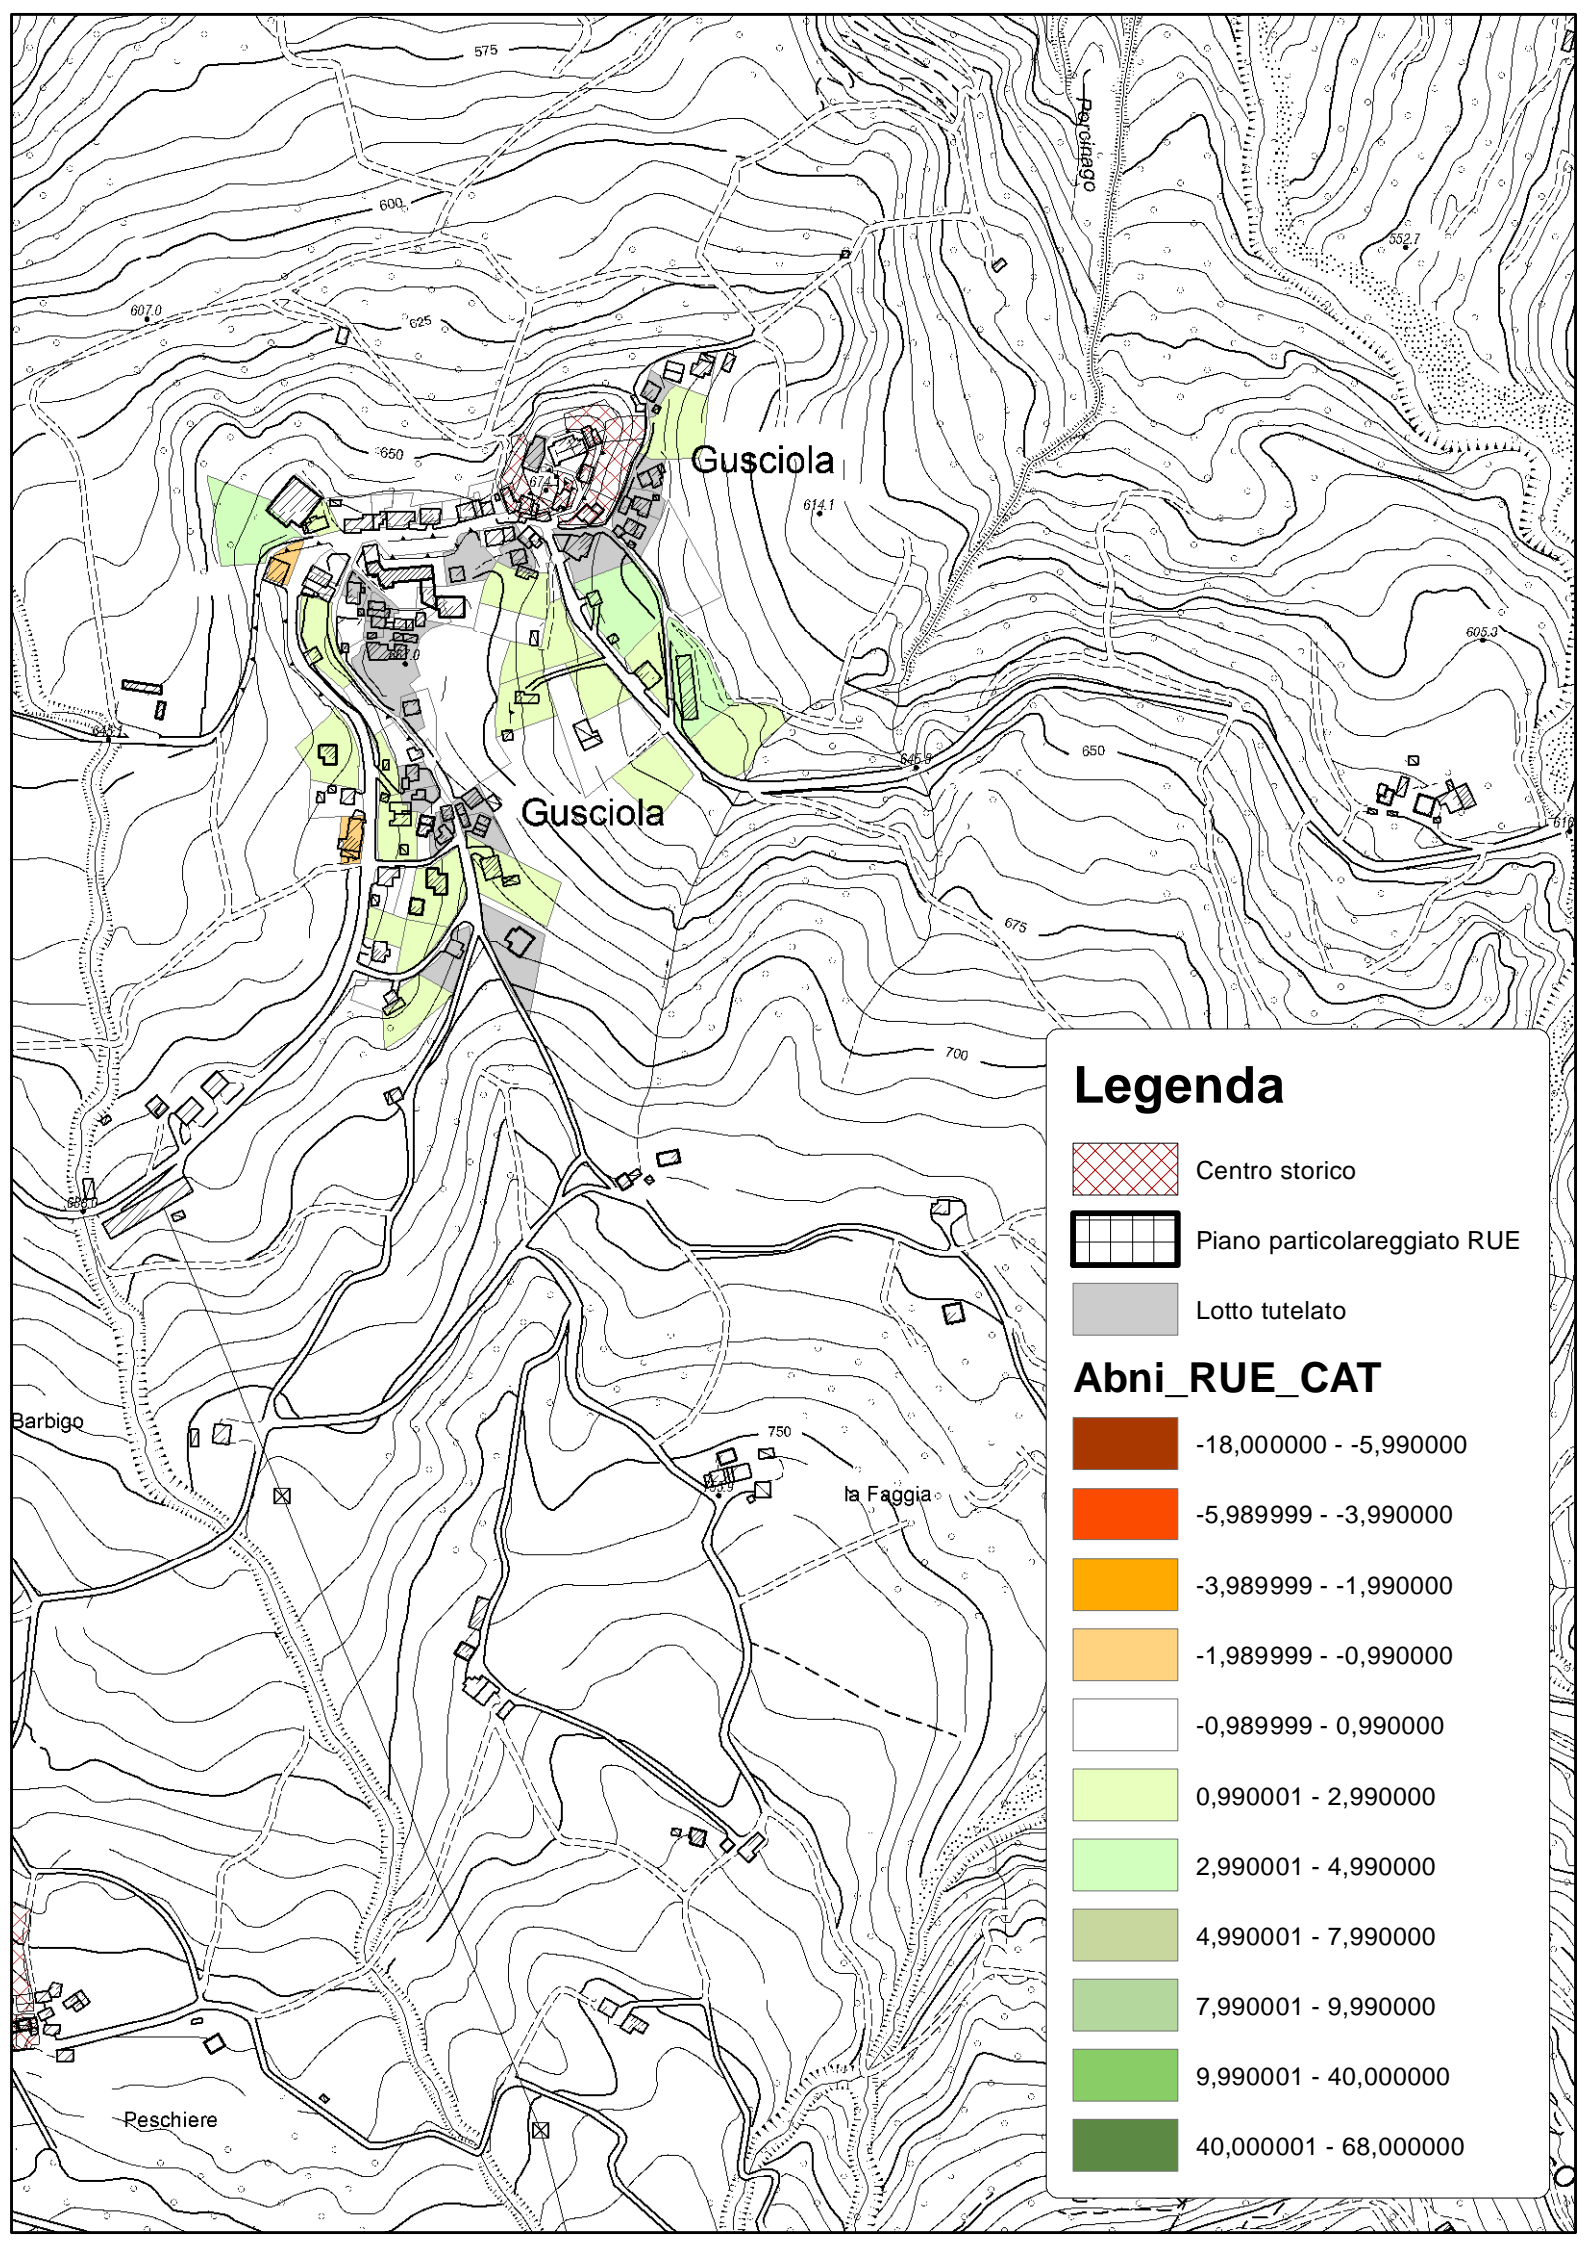 575
Porcinago
600
552.7
607.0
625
650
Gusciola
674
614.1
605.3
650
Gusciola
675
700
Legenda
Centro storico
Piano particolareggiato RUE
Lotto tutelato
Abni_RUE_CAT
-18,000000 - -5,990000
-5,989999 - -3,990000
-3,989999 - -1,990000
-1,989999 - -0,990000
-0,989999 - 0,990000
0,990001 - 2,990000
2,990001 - 4,990000
4,990001 - 7,990000
7,990001 - 9,990000
9,990001 - 40,000000
40,000001 - 68,000000
Barbigo
750
la Faggia
Peschiere